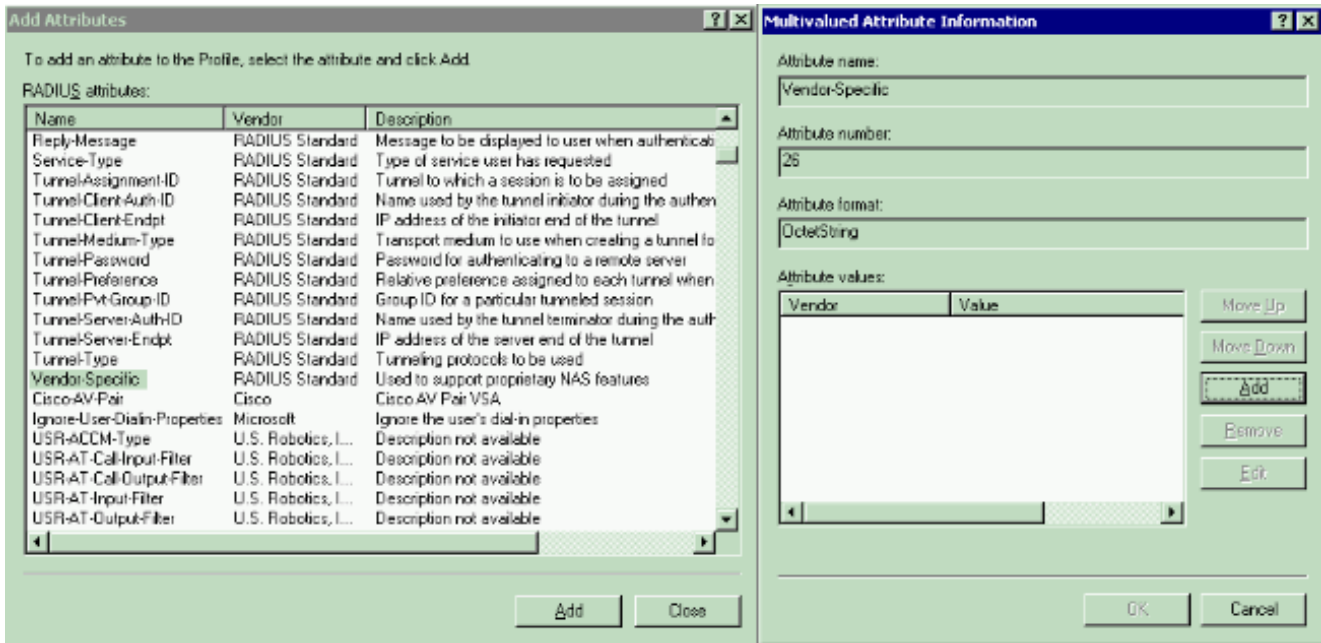 Add Attributes
To add an attribute to the Profile, select the attribute and click Add.
RADIUS attributes:
Name Vendor Description
Reply-Message RADIUS Standard Message to be displayed to user when authenticati
Service-Type RADIUS Standard Type of service user has requested
Tunnel-Assignment-ID RADIUS Standard Tunnel to which a session is to be assigned
Tunnel-Client-Auth-ID RADIUS Standard Name used by the tunnel initiator during the authen
Tunnel-Client-Endpt RADIUS Standard IP address of the initiator end of the tunnel
Tunnel-Medium-Type RADIUS Standard Transport medium to use when creating a tunnel fo
Tunnel-Password RADIUS Standard Password for authenticating to a remote server
Tunnel-Preference RADIUS Standard Relative preference assigned to each tunnel when
Tunnel-Pvt-Group-ID RADIUS Standard Group ID for a particular tunneled session
Tunnel-Server-Auth-ID RADIUS Standard Name used by the tunnel terminator during the auth
Tunnel-Server-Endpt RADIUS Standard IP address of the server end of the tunnel
Tunnel-Type RADIUS Standard Tunneling protocols to be used
Vendor-Specific RADIUS Standard Used to support proprietary NAS features
Cisco-AV-Pair Cisco Cisco AV Pair VSA
Ignore-User-Dialin-Properties Microsoft Ignore the user's dial-in properties
USR-ACCM-Type U.S. Robotics, I... Description not available
USR-AT-Call-Input-Filter U.S. Robotics, I... Description not available
USR-AT-Call-Output-Filter U.S. Robotics, I... Description not available
USR-AT-Input-Filter U.S. Robotics, I... Description not available
USR-AT-Output-Filter U.S. Robotics, I... Description not available
Add Close
Multivalued Attribute Information
Attribute name:
Vendor-Specific
Attribute number:
26
Attribute format:
OctetString
Attribute values:
Vendor Value
Move Up
Move Down
Add
Remove
Edit
OK Cancel